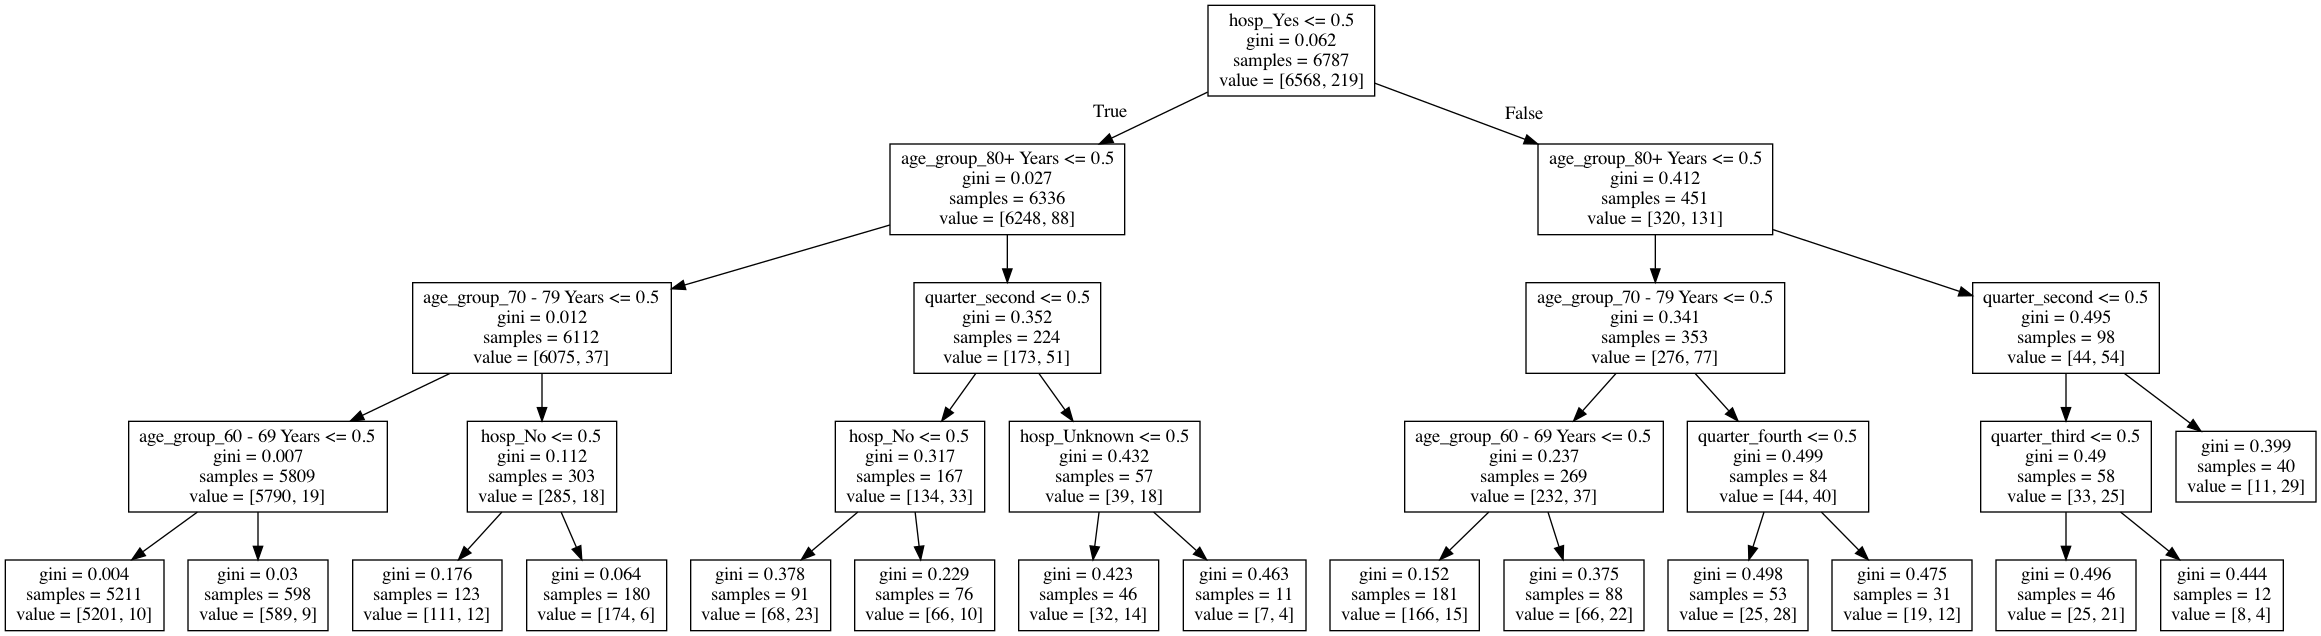 hosp_Yes <= 0.5
gini = 0.062
samples = 6787
value = [6568, 219]
True
False
age_group_80+ Years <= 0.5
gini = 0.027
samples = 6336
value = [6248, 88]
age_group_80+ Years <= 0.5
gini = 0.412
samples = 451
value = [320, 131]
age_group_70 - 79 Years <= 0.5
gini = 0.012
samples = 6112
value = [6075, 37]
quarter_second <= 0.5
gini = 0.352
samples = 224
value = [173, 51]
age_group_70 - 79 Years <= 0.5
gini = 0.341
samples = 353
value = [276, 77]
quarter_second <= 0.5
gini = 0.495
samples = 98
value = [44, 54]
age_group_60 - 69 Years <= 0.5
gini = 0.007
samples = 5809
value = [5790, 19]
hosp_No <= 0.5
gini = 0.112
samples = 303
value = [285, 18]
hosp_No <= 0.5
gini = 0.317
samples = 167
value = [134, 33]
hosp_Unknown <= 0.5
gini = 0.432
samples = 57
value = [39, 18]
age_group_60 - 69 Years <= 0.5
gini = 0.237
samples = 269
value = [232, 37]
quarter_fourth <= 0.5
gini = 0.499
samples = 84
value = [44, 40]
quarter_third <= 0.5
gini = 0.49
samples = 58
value = [33, 25]
gini = 0.399
samples = 40
value = [11, 29]
gini = 0.004
samples = 5211
value = [5201, 10]
gini = 0.03
samples = 598
value = [589, 9]
gini = 0.176
samples = 123
value = [111, 12]
gini = 0.064
samples = 180
value = [174, 6]
gini = 0.378
samples = 91
value = [68, 23]
gini = 0.229
samples = 76
value = [66, 10]
gini = 0.423
samples = 46
value = [32, 14]
gini = 0.463
samples = 11
value = [7, 4]
gini = 0.152
samples = 181
value = [166, 15]
gini = 0.375
samples = 88
value = [66, 22]
gini = 0.498
samples = 53
value = [25, 28]
gini = 0.475
samples = 31
value = [19, 12]
gini = 0.496
samples = 46
value = [25, 21]
gini = 0.444
samples = 12
value = [8, 4]